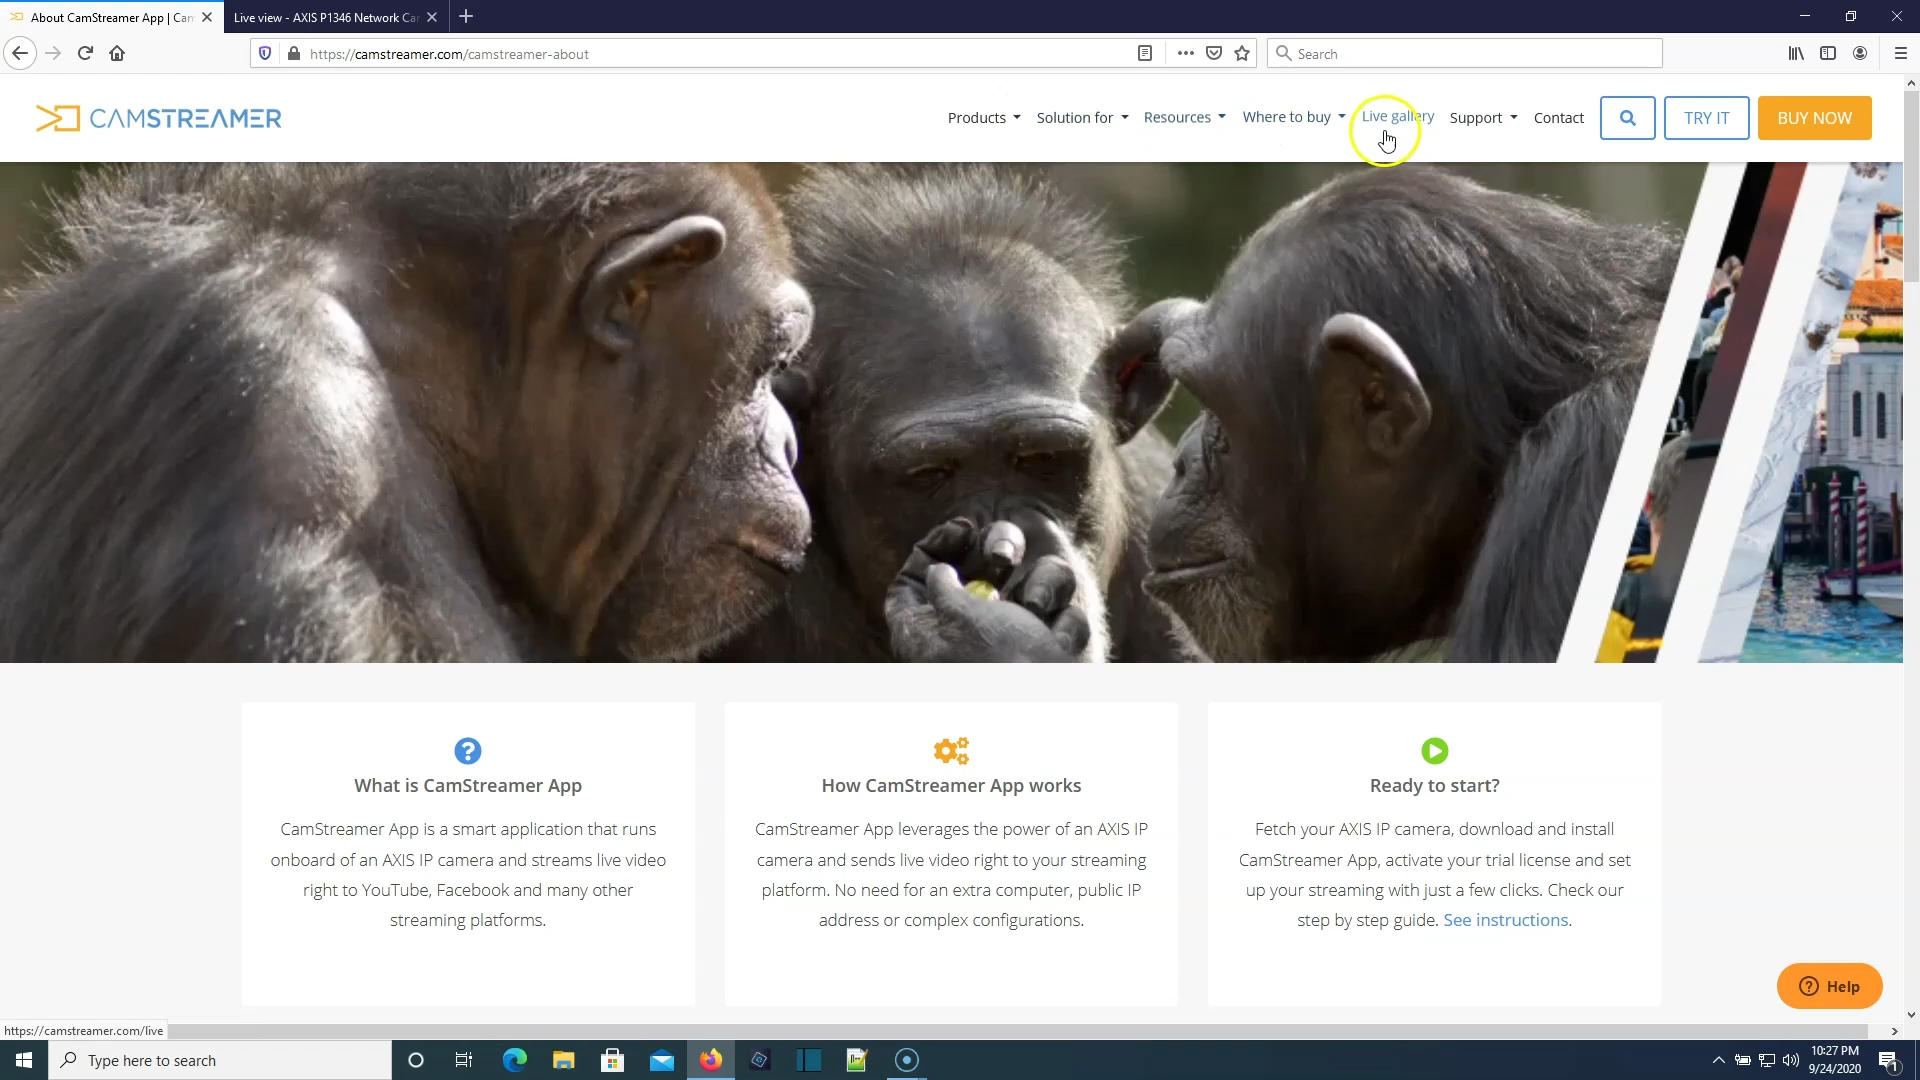 About CamStreamer App | Can
Live view - AXIS P1346 Network Ca
https://camstreamer.com/camstreamer-about
Search
CAMSTREAMER
Products
Solution for
Resources
Where to buy
Live gallery
Support
Contact
TRY IT
BUY NOW
What is CamStreamer App
CamStreamer App is a smart application that runs
onboard of an AXIS IP camera and streams live video
right to YouTube, Facebook and many other
streaming platforms.
How CamStreamer App works
CamStreamer App leverages the power of an AXIS IP
camera and sends live video right to your streaming
platform. No need for an extra computer, public IP
address or complex configurations.
Ready to start?
Fetch your AXIS IP camera, download and install
CamStreamer App, activate your trial license and set
up your streaming with just a few clicks. Check our
step by step guide. See instructions.
Help
https://camstreamer.com/live
Type here to search
10:27 PM
9/24/2020
1